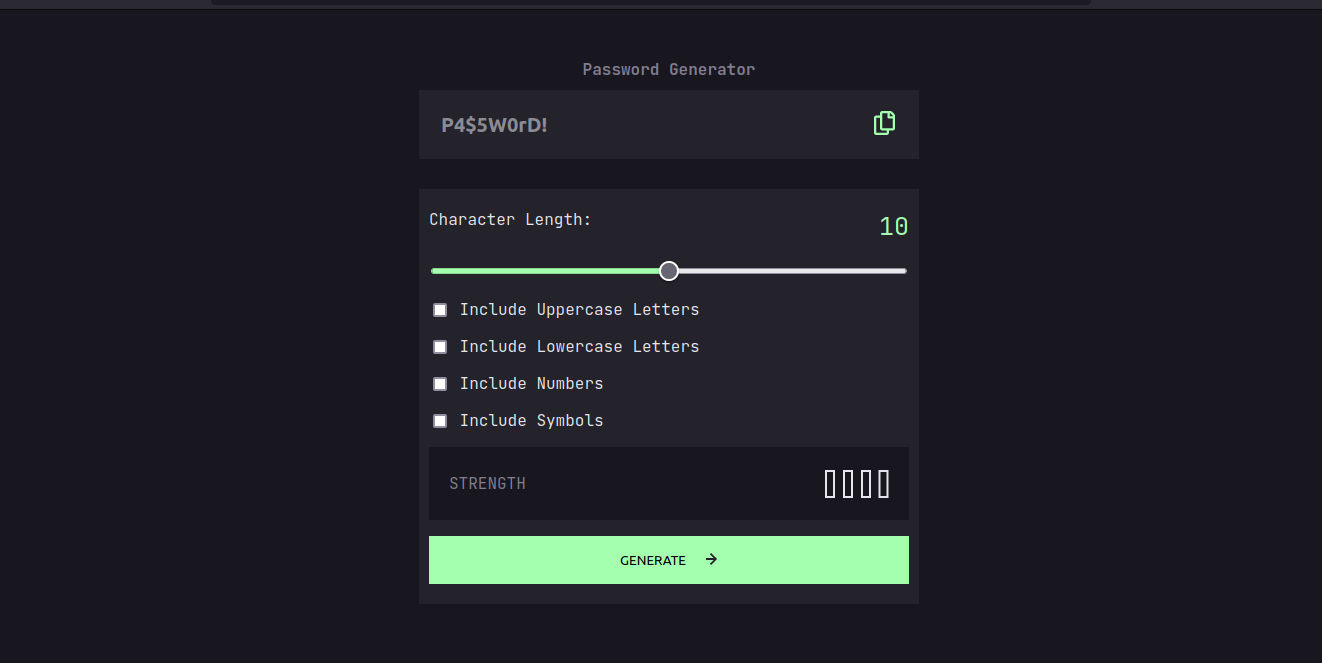 Password Generator
P4$5W0rD!
Character Length:
10
Include Uppercase Letters
Include Lowercase Letters
Include Numbers
Include Symbols
STRENGTH
GENERATE